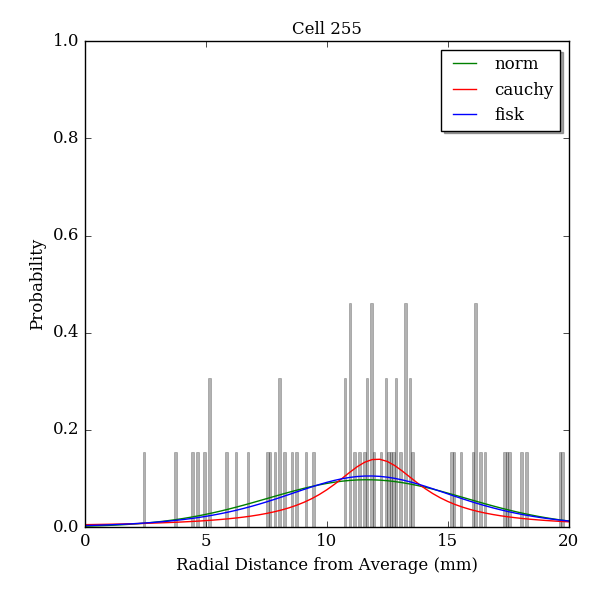 Cell 255
1.0
norm
cauchy
fisk
0.8
0.6
Probability
0.4
0.2
0.0
0 5 10 15 20
Radial Distance from Average (mm)